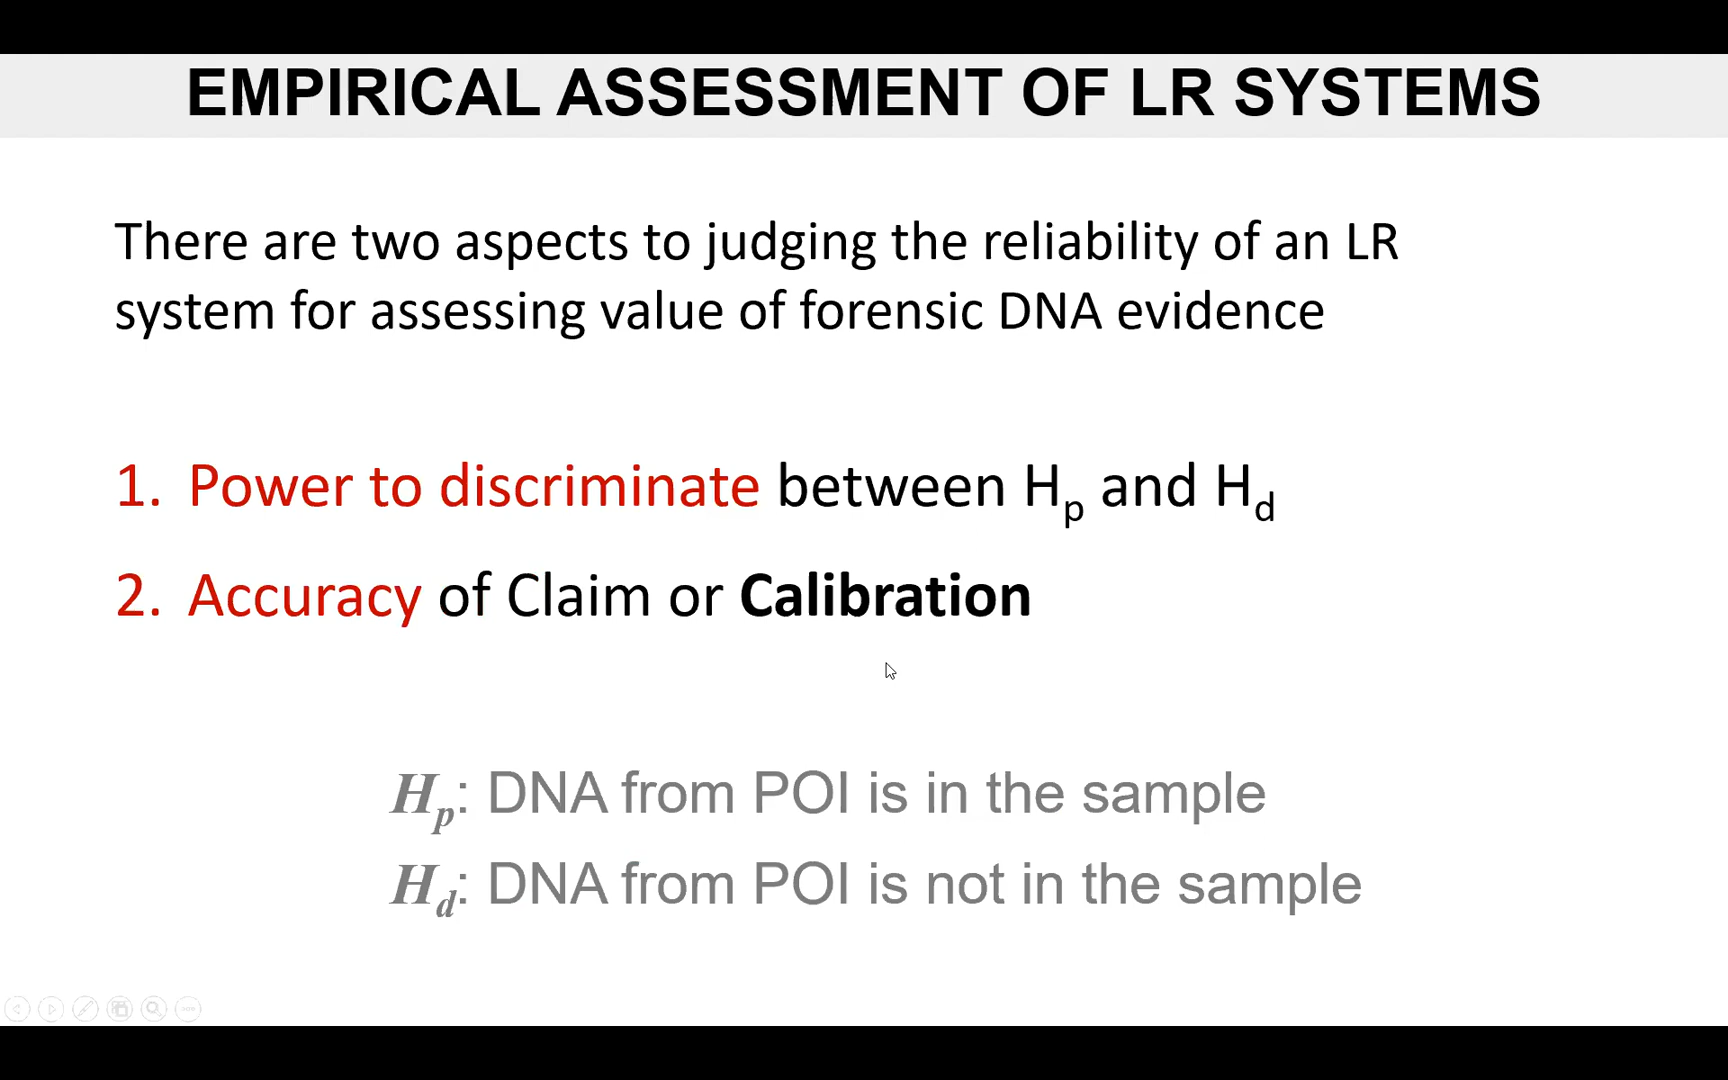 EMPIRICAL ASSESSMENT OF LR SYSTEMS
There are two aspects to judging the reliability of an LR
system for assessing value of forensic DNA evidence
1. Power to discriminate between Hp and Hd
2. Accuracy of Claim or Calibration
Hp: DNA from POI is in the sample
Hd: DNA from POI is not in the sample